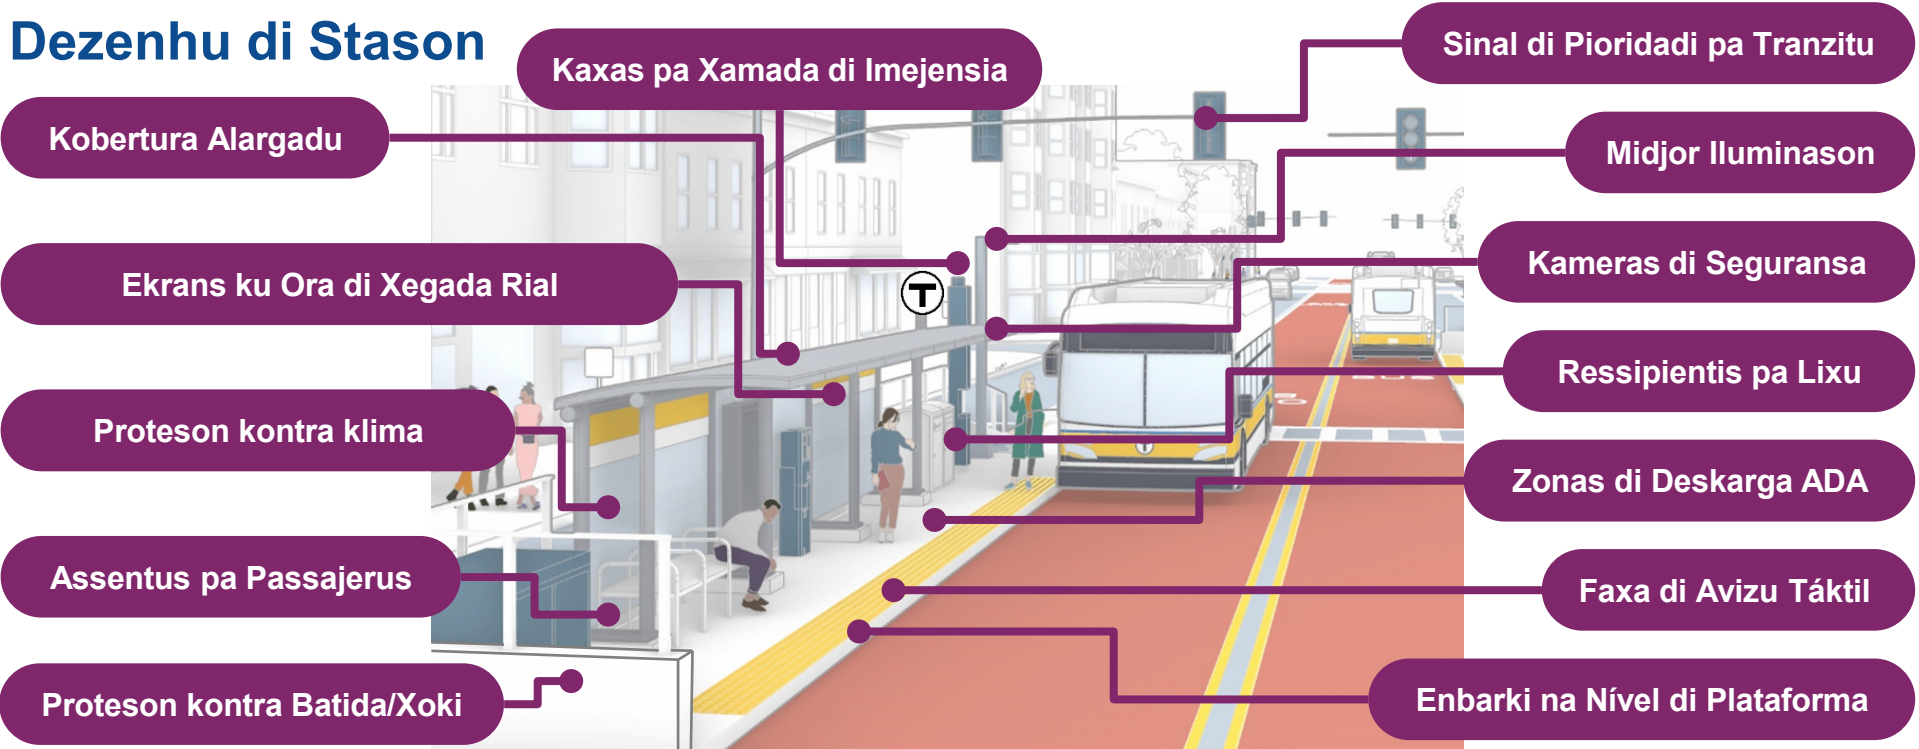 Dezenhu di Stason
Kaxas pa Xamada di Imejensia
Sinal di Pioridadi pa Tranzitu
Kobertura Alargadu
Midjor Iluminason
Ekrans ku Ora di Xegada Rial
Kameras di Seguransa
T
Ressipientis pa Lixu
Proteson kontra klima
Zonas di Deskarga ADA
Assentus pa Passajerus
Faxa di Avizu Táktil
Proteson kontra Batida/Xoki
Enbarki na Nível di Plataforma